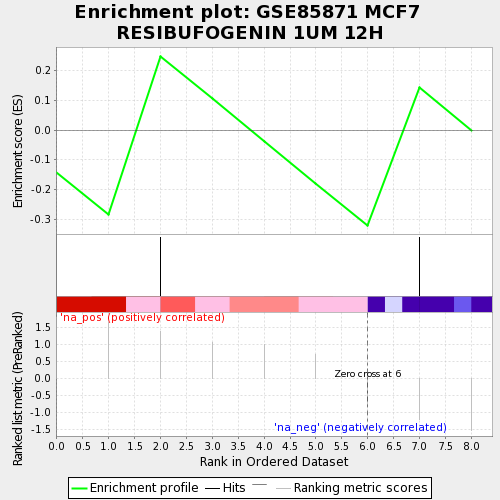 Enrichment plot: GSE85871 MCF7
RESIBUFOGENIN 1UM 12H
Enrichment score (ES)
0.2
0.1
0.0
-0.1
-0.2
-0.3
Ranked list metric (PreRanked)
'na_pos' (positively correlated)
1.5
1.0
0.5
0.0
-0.5
-1.0
-1.5
Zero cross at 6
'na_neg' (negatively correlated)
0.0 0.5 1.0 1.5 2.0 2.5 3.0 3.5 4.0 4.5 5.0 5.5 6.0 6.5 7.0 7.5 8.0
Rank in Ordered Dataset
Enrichment profile Hits Ranking metric scores